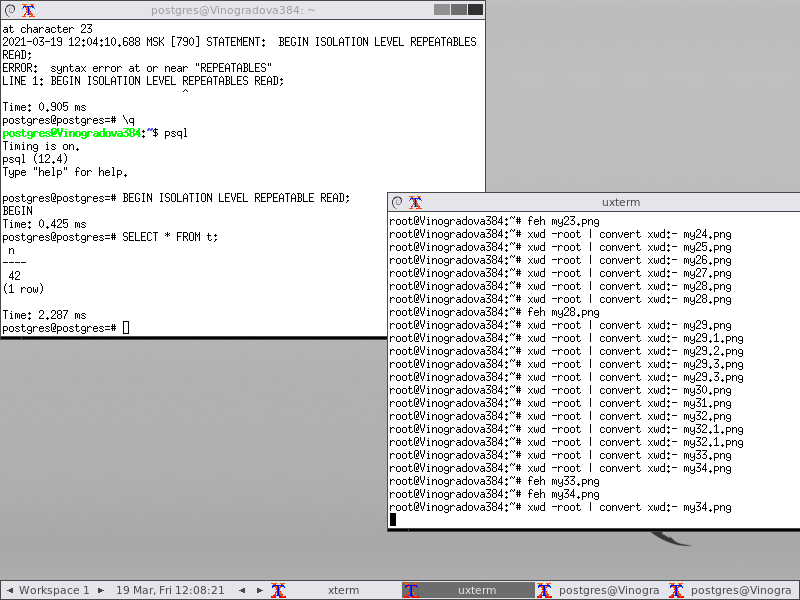 postgres@Vinogradova384: ~
at character 23
2021-03-19 12:04:10.688 MSK [790] STATEMENT:  BEGIN ISOLATION LEVEL REPEATABLES
READ;
ERROR:  syntax error at or near "REPEATABLES"
LINE 1: BEGIN ISOLATION LEVEL REPEATABLES READ;
^
Time: 0.905 ms
postgres@postgres=# \q
postgres@Vinogradova384:~$ psql
Timing is on.
psql (12.4)
Type "help" for help.
postgres@postgres=# BEGIN ISOLATION LEVEL REPEATABLE READ;
BEGIN
Time: 0.425 ms
postgres@postgres=# SELECT * FROM t;
n
----
42
(1 row)
Time: 2.287 ms
postgres@postgres=#
uxterm
root@Vinogradova384:~# feh my23.png
root@Vinogradova384:~# xwd -root | convert xwd:- my24.png
root@Vinogradova384:~# xwd -root | convert xwd:- my25.png
root@Vinogradova384:~# xwd -root | convert xwd:- my26.png
root@Vinogradova384:~# xwd -root | convert xwd:- my27.png
root@Vinogradova384:~# xwd -root | convert xwd:- my28.png
root@Vinogradova384:~# xwd -root | convert xwd:- my28.png
root@Vinogradova384:~# feh my28.png
root@Vinogradova384:~# xwd -root | convert xwd:- my29.png
root@Vinogradova384:~# xwd -root | convert xwd:- my29.1.png
root@Vinogradova384:~# xwd -root | convert xwd:- my29.2.png
root@Vinogradova384:~# xwd -root | convert xwd:- my29.3.png
root@Vinogradova384:~# xwd -root | convert xwd:- my29.3.png
root@Vinogradova384:~# xwd -root | convert xwd:- my30.png
root@Vinogradova384:~# xwd -root | convert xwd:- my31.png
root@Vinogradova384:~# xwd -root | convert xwd:- my32.png
root@Vinogradova384:~# xwd -root | convert xwd:- my32.1.png
root@Vinogradova384:~# xwd -root | convert xwd:- my32.1.png
root@Vinogradova384:~# xwd -root | convert xwd:- my33.png
root@Vinogradova384:~# xwd -root | convert xwd:- my34.png
root@Vinogradova384:~# feh my33.png
root@Vinogradova384:~# feh my34.png
root@Vinogradova384:~# xwd -root | convert xwd:- my34.png
◄ Workspace 1 ► 19 Mar, Fri 12:08:21 ◄ ► xterm uxterm postgres@Vinogra postgres@Vinogra